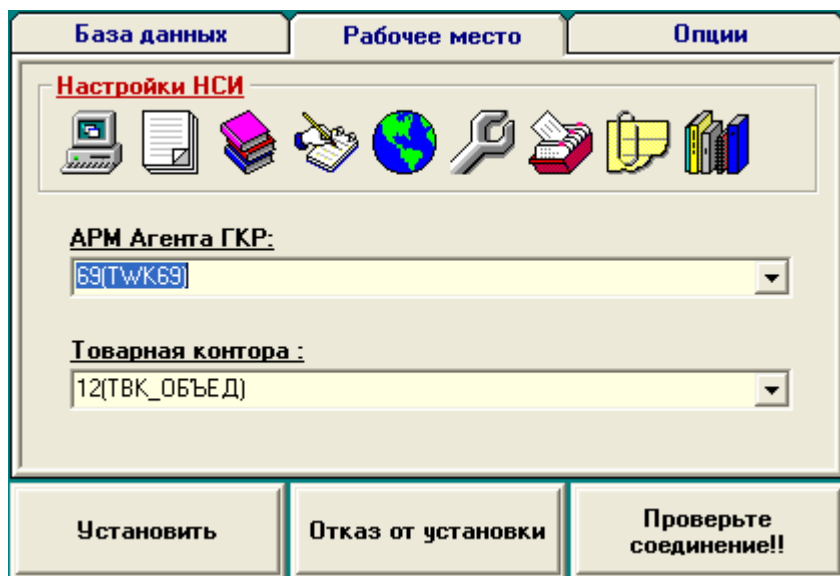 База данных
Рабочее место
Опции
Настройки НСИ
АРМ Агента ГКР:
69(TWK69)
Товарная контора :
12(ТВК_ОБЪЕД)
Установить
Отказ от установки
Проверьте
соединение!!